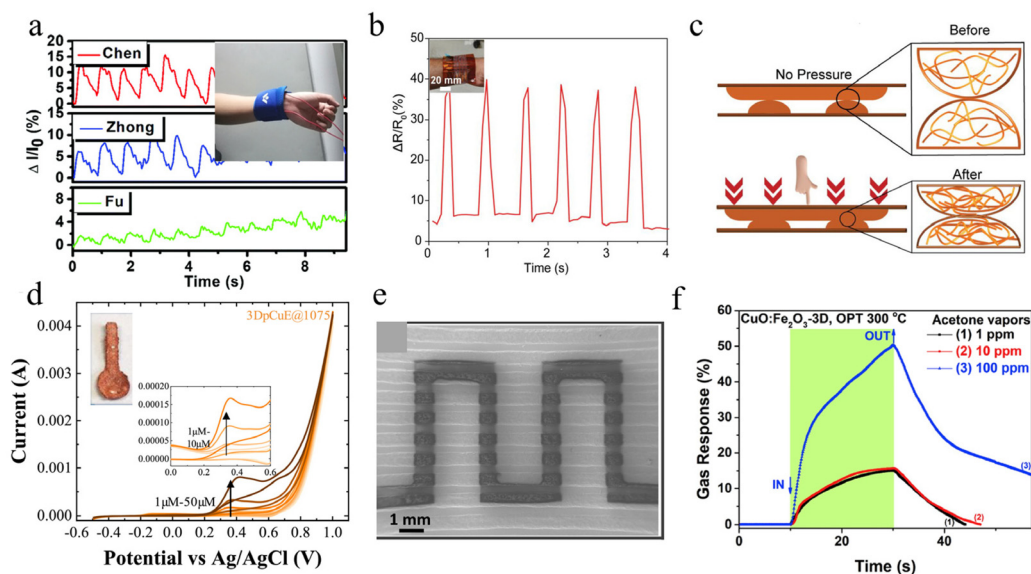 a
Chen
Zhong
Fu
Δ I/I0 (%)
20
15
10
5
0
15
10
5
0
8
4
0
0
2
4
6
8
Time (s)
b
50
40
30
20
10
0
ΔR/R0(%)
20 mm
0
1
2
3
4
Time (s)
c
Before
No Pressure
After
d
3DpCuE@1075
0.004
0.003
0.002
0.001
0.000
Current (A)
0.00020
0.00015
0.00010
0.00005
0.00000
1μM-
10μM
0.0 0.2 0.4 0.6
1μM-50μM
-0.6 -0.4 -0.2 0.0 0.2 0.4 0.6 0.8 1.0
Potential vs Ag/AgCl (V)
e
1 mm
f
CuO:Fe2O3-3D, OPT 300 °C
Acetone vapors
(1) 1 ppm
(2) 10 ppm
(3) 100 ppm
OUT
IN
60
50
40
30
20
10
0
Gas Response (%)
(3)
(1)
(2)
0
20
40
Time (s)